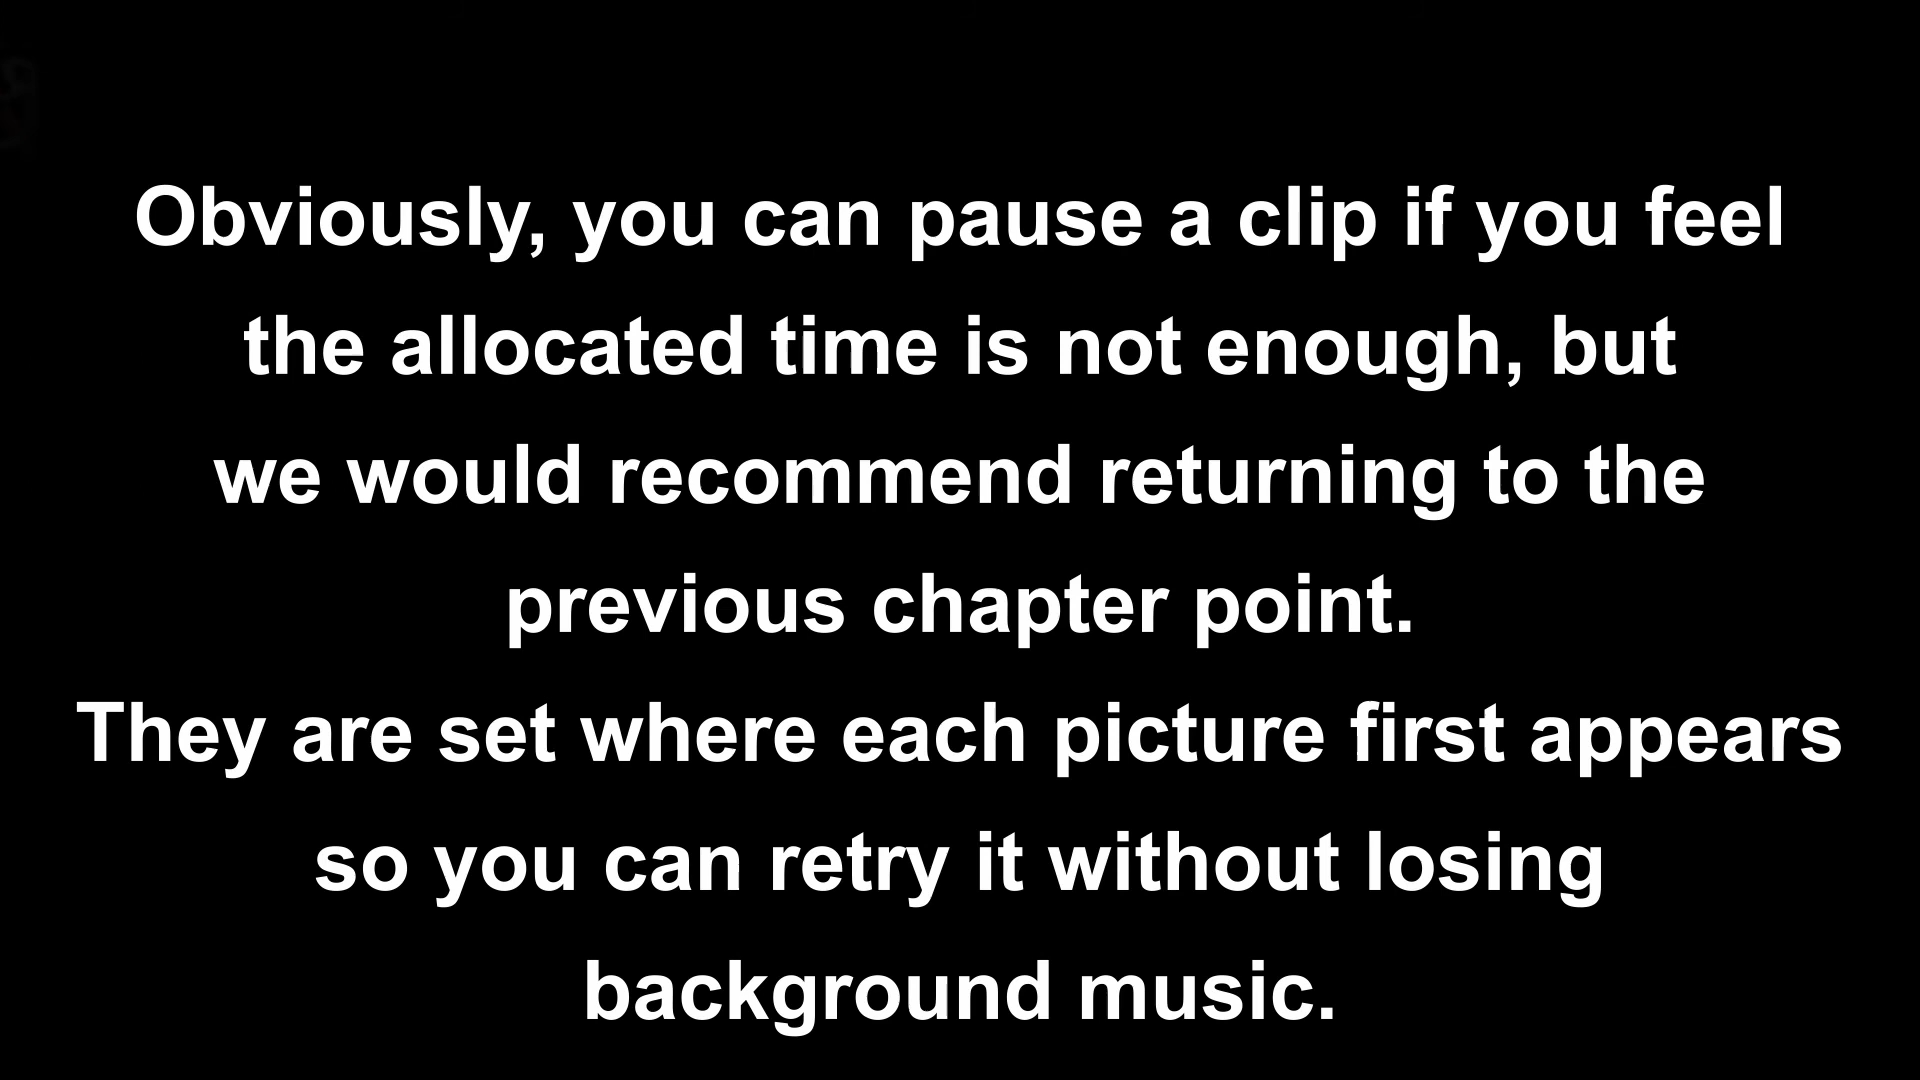 Obviously, you can pause a clip if you feel
the allocated time is not enough, but
we would recommend returning to the
previous chapter point.
They are set where each picture first appears
so you can retry it without losing
background music.